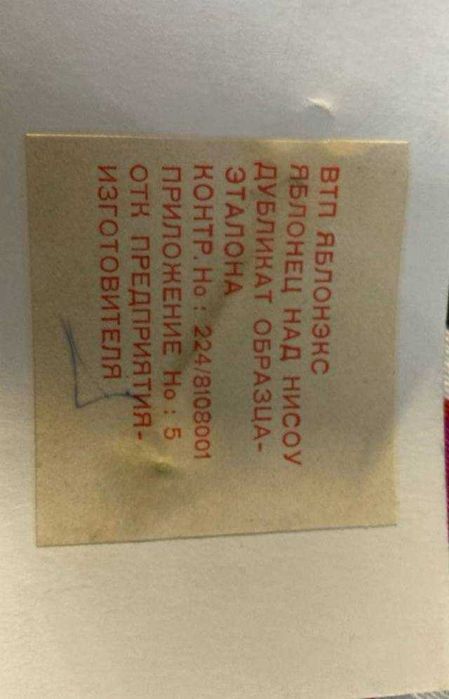 ВТП ЯБЛОНЭКС
ЯБЛОНЕЦ НАД НИСОУ
ДУБЛИКАТ ОБРАЗЦА-
ЭТАЛОНА
КОНТР. Но : 224/8108001
ПРИЛОЖЕНИЕ Но : 5
ОТК ПРЕДПРИЯТИЯ-
ИЗГОТОВИТЕЛЯ